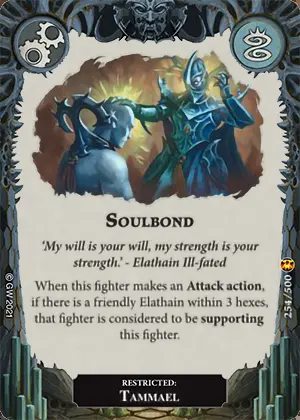 SOULBOND
'My will is your will, my strength is your
strength.' - Elathain Ill-fated
When this fighter makes an Attack action,
if there is a friendly Elathain within 3 hexes,
that fighter is considered to be supporting
this fighter.
© GW 2021
254/500
RESTRICTED:
TAMMAEL